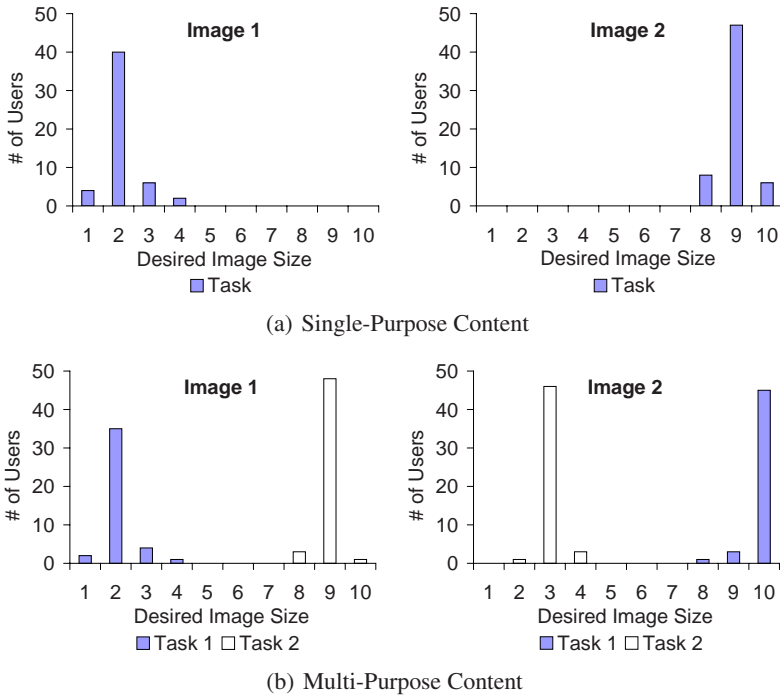 Image 1
# of Users
50
40
30
20
10
0
1 2 3 4 5 6 7 8 9 10
Desired Image Size
Task
Image 2
# of Users
50
40
30
20
10
0
1 2 3 4 5 6 7 8 9 10
Desired Image Size
Task
(a) Single-Purpose Content
Image 1
# of Users
50
40
30
20
10
0
1 2 3 4 5 6 7 8 9 10
Desired Image Size
Task 1 Task 2
Image 2
# of Users
50
40
30
20
10
0
1 2 3 4 5 6 7 8 9 10
Desired Image Size
Task 1 Task 2
(b) Multi-Purpose Content